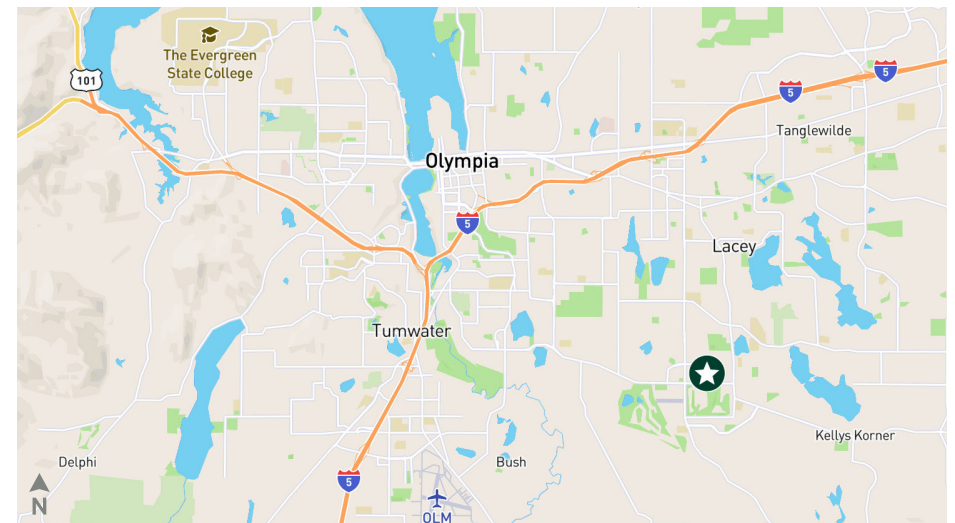 The Evergreen
State College
101
5
5
Tanglewilde
Olympia
5
Lacey
Tumwater
Kellys Korner
Delphi
Bush
5
N
OLM